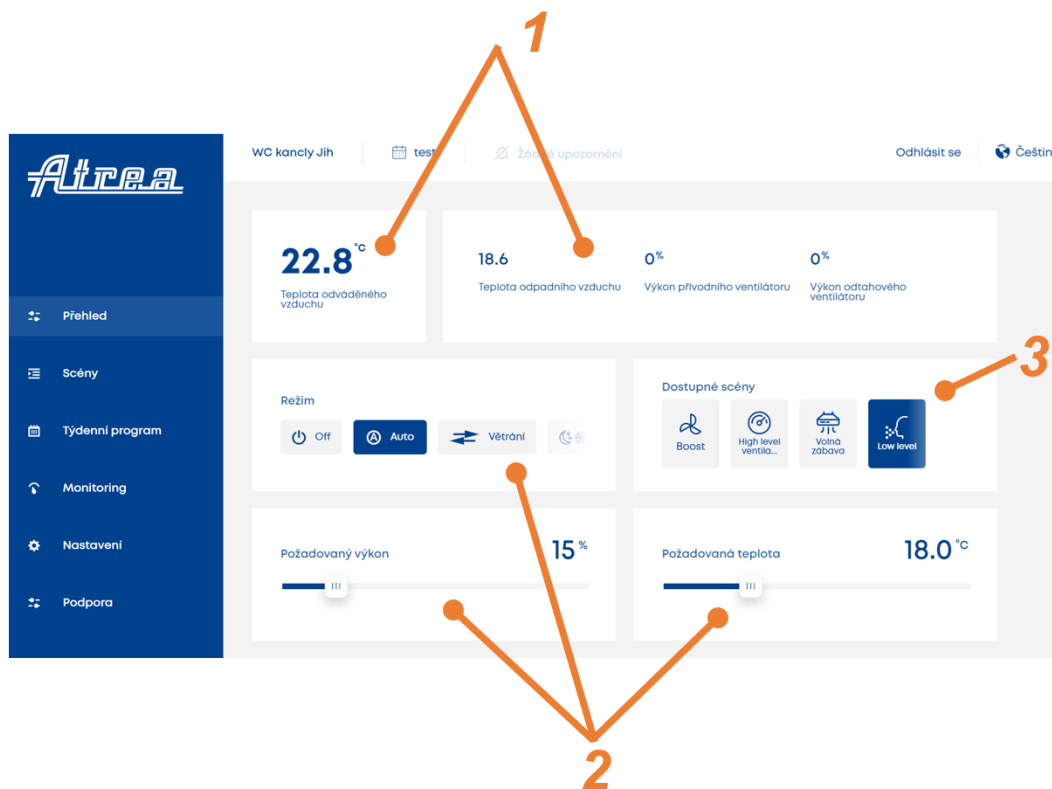 1
Atrea
WC kancly Jih
test
Žádné upozornění
Odhlásit se
Češtin
22.8 °C
Teplota odváděného
vzduchu
18.6
Teplota odpadního vzduchu
0%
Výkon přívodního ventilátoru
0%
Výkon odtahového
ventilátoru
Přehled
Scény
Týdenní program
Monitoring
Nastavení
Podpora
3
Režim
Off
A Auto
Větrání
Dostupné scény
Boost
High level
ventila...
Volná
zábava
Low level
Požadovaný výkon
15 %
Požadovaná teplota
18.0 °C
2